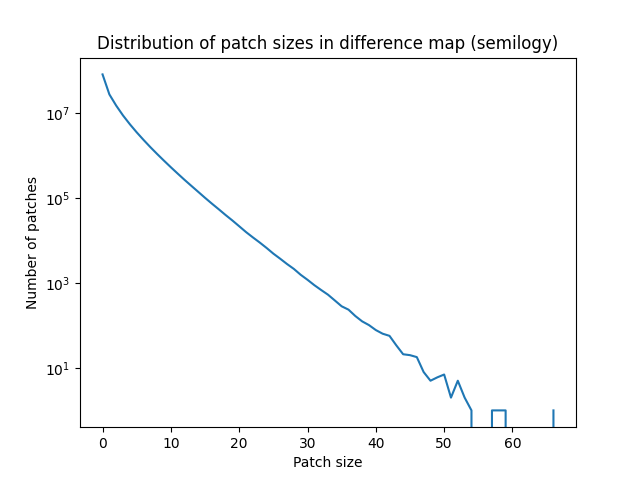 Distribution of patch sizes in difference map (semilogy)
Number of patches
10^7
10^5
10^3
10^1
0 10 20 30 40 50 60
Patch size